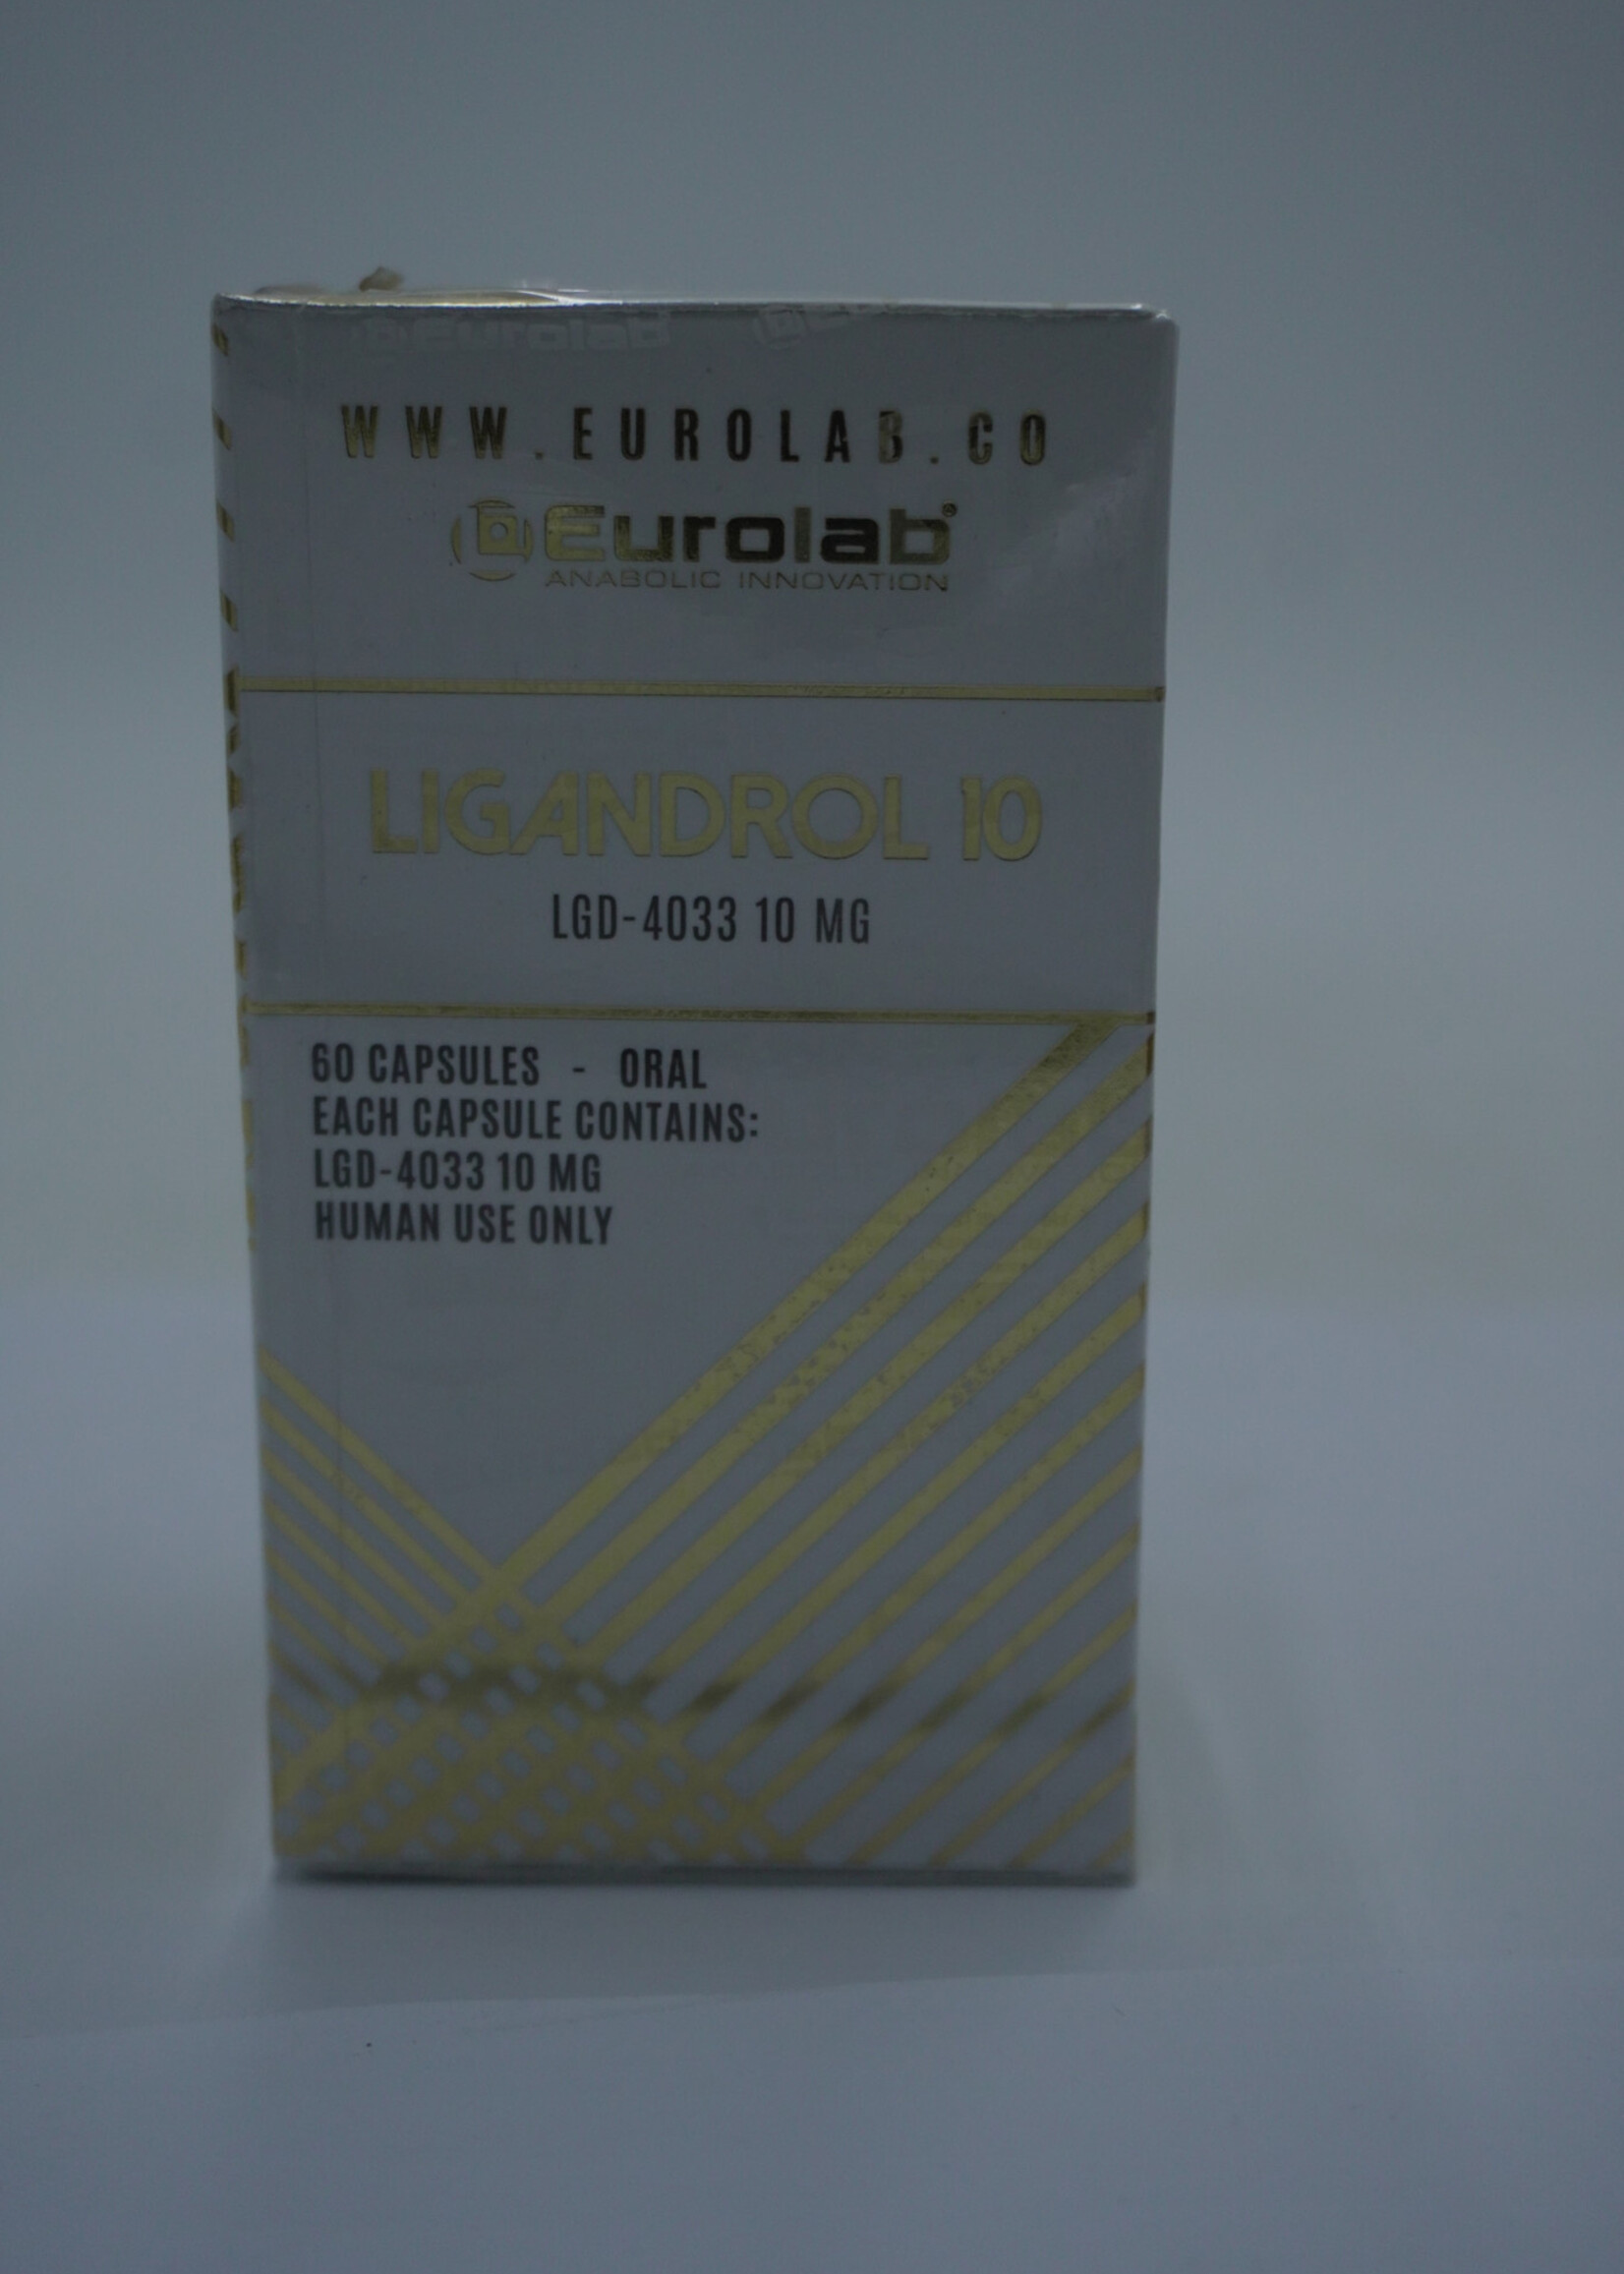 Eurolab
WWW.EUROLAB.CO
Eurolab®
ANABOLIC INNOVATION
LIGANDROL 10
LGD-4033 10 MG
60 CAPSULES - ORAL
EACH CAPSULE CONTAINS:
LGD-4033 10 MG
HUMAN USE ONLY